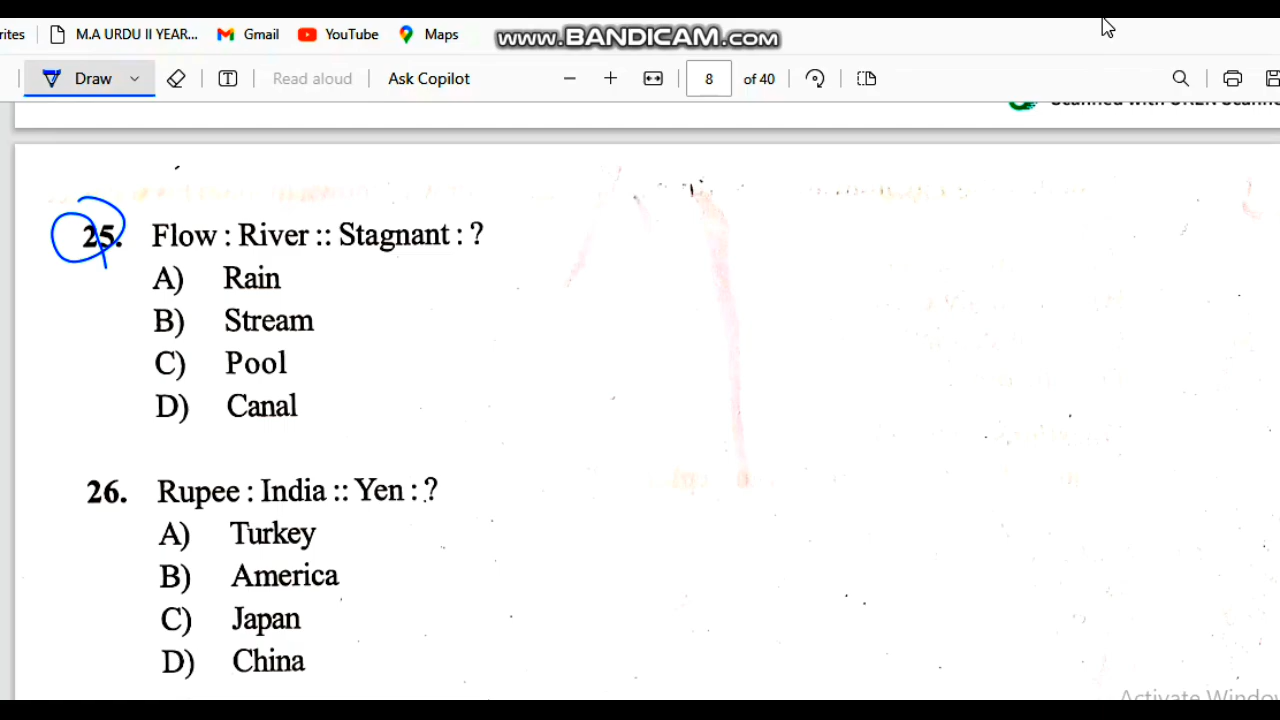 rites M.A URDU II YEAR... Gmail YouTube Maps www.BANDICAM.com
Draw Read aloud Ask Copilot 8 of 40
25. Flow : River :: Stagnant : ?
A) Rain
B) Stream
C) Pool
D) Canal
26. Rupee : India :: Yen : ?
A) Turkey
B) America
C) Japan
D) China